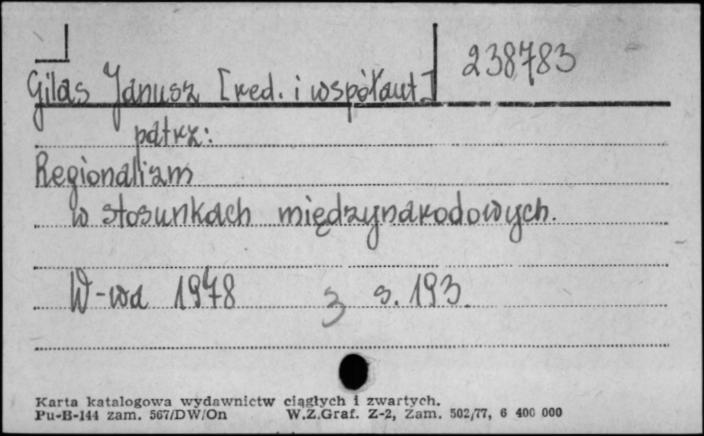 238783
Gilas Janusz [red. i współaut]
patrz:
Regionalizm
w stosunkach międzynarodowych.
W-wa 1978 s. 193.
Karta katalogowa wydawnictw ciągłych i zwartych.
Pu-B-144 zam. 567/DW/On W.Z.Graf. Z-2, Zam. 502/77, 6 400 000